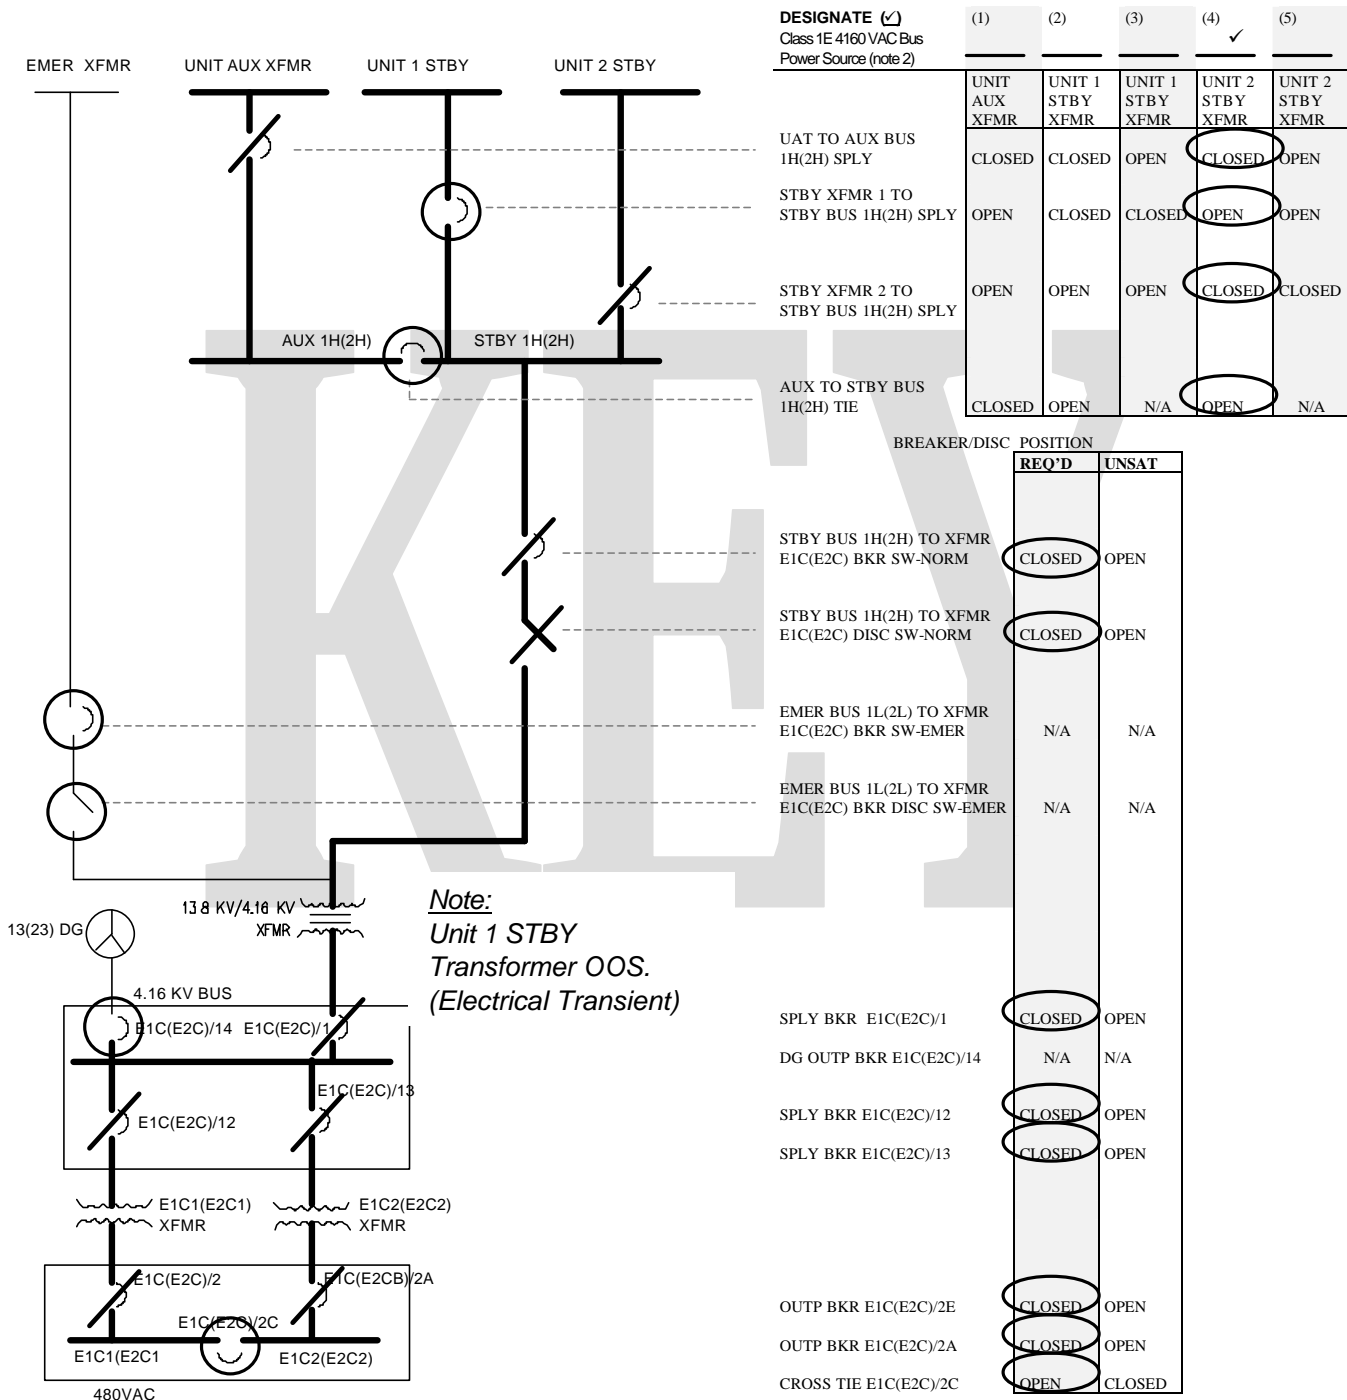 DESIGNATE (✓) (1) (2) (3) (4) (5)
Class 1E 4160 VAC Bus ✓
Power Source (note 2)
EMER XFMR UNIT AUX XFMR UNIT 1 STBY UNIT 2 STBY
UNIT UNIT 1 UNIT 1 UNIT 2 UNIT 2
AUX STBY STBY STBY STBY
XFMR XFMR XFMR XFMR XFMR
UAT TO AUX BUS
1H(2H) SPLY CLOSED CLOSED OPEN CLOSED OPEN
STBY XFMR 1 TO
STBY BUS 1H(2H) SPLY OPEN CLOSED CLOSED OPEN OPEN
STBY XFMR 2 TO OPEN OPEN OPEN CLOSED CLOSED
STBY BUS 1H(2H) SPLY
AUX 1H(2H) STBY 1H(2H)
AUX TO STBY BUS
1H(2H) TIE CLOSED OPEN N/A OPEN N/A
KEY
BREAKER/DISC POSITION
REQ'D UNSAT
STBY BUS 1H(2H) TO XFMR
E1C(E2C) BKR SW-NORM CLOSED OPEN
STBY BUS 1H(2H) TO XFMR
E1C(E2C) DISC SW-NORM CLOSED OPEN
EMER BUS 1L(2L) TO XFMR
E1C(E2C) BKR SW-EMER N/A N/A
EMER BUS 1L(2L) TO XFMR
E1C(E2C) BKR DISC SW-EMER N/A N/A
13.8 KV/4.16 KV
XFMR
Note:
Unit 1 STBY
Transformer OOS.
(Electrical Transient)
13(23) DG
4.16 KV BUS
E1C(E2C)/14 E1C(E2C)/1
SPLY BKR E1C(E2C)/1 CLOSED OPEN
DG OUTP BKR E1C(E2C)/14 N/A N/A
E1C(E2C)/13
E1C(E2C)/12
SPLY BKR E1C(E2C)/12 CLOSED OPEN
SPLY BKR E1C(E2C)/13 CLOSED OPEN
E1C1(E2C1) E1C2(E2C2)
XFMR XFMR
E1C(E2C)/2 E1C(E2CB)/2A
OUTP BKR E1C(E2C)/2E CLOSED OPEN
E1C(E2C)/2C
OUTP BKR E1C(E2C)/2A CLOSED OPEN
E1C1(E2C1 E1C2(E2C2)
CROSS TIE E1C(E2C)/2C OPEN CLOSED
480VAC